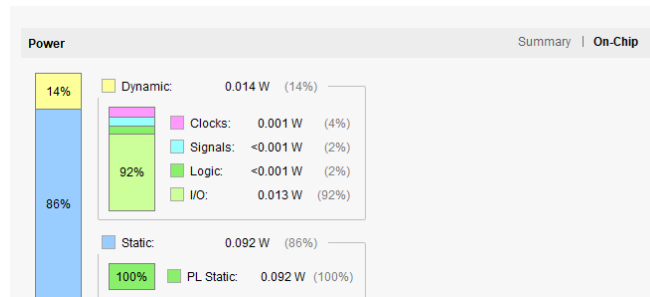 Power Summary | On-Chip
14% Dynamic: 0.014 W (14%)
Clocks: 0.001 W (4%)
Signals: <0.001 W (2%)
92% Logic: <0.001 W (2%)
I/O: 0.013 W (92%)
86%
Static: 0.092 W (86%)
100% PL Static: 0.092 W (100%)